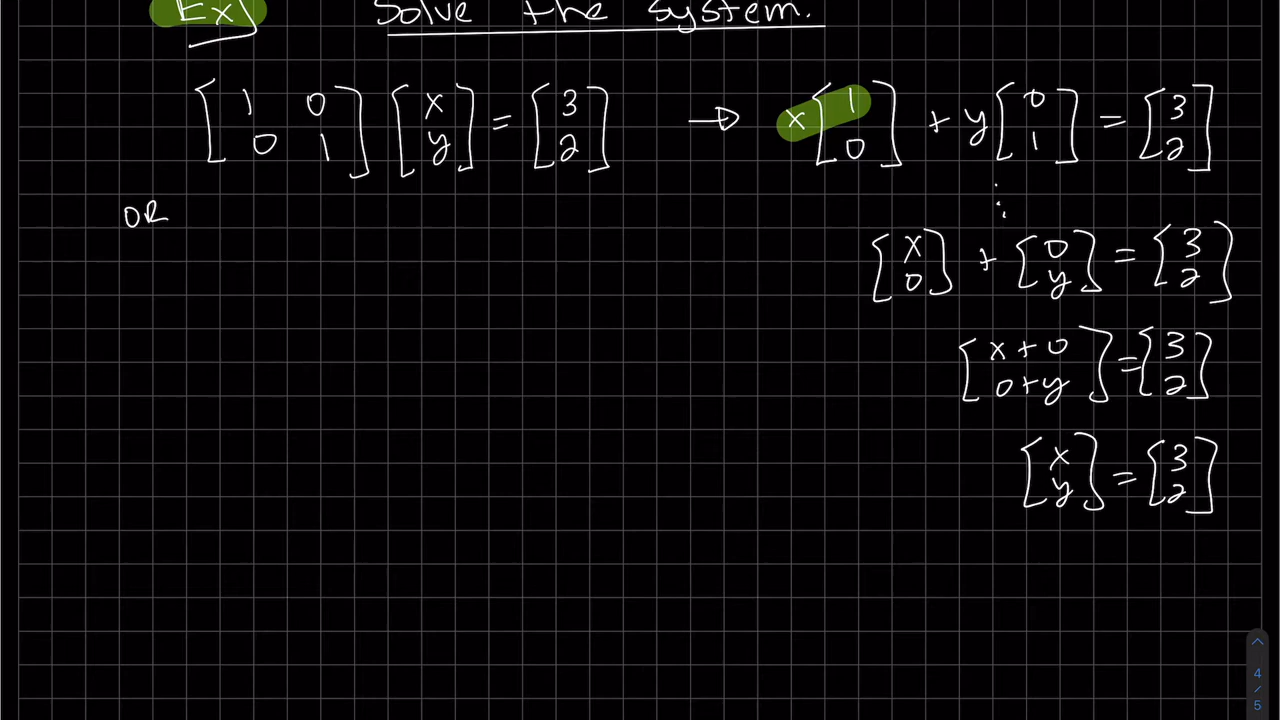 Ex) Solve the system.
[1 0; 0 1] [x; y] = [3; 2] → x[1; 0] + y[0; 1] = [3; 2]
OR
[x; 0] + [0; y] = [3; 2]
[x + 0; 0 + y] = [3; 2]
[x; y] = [3; 2]
4
/
5